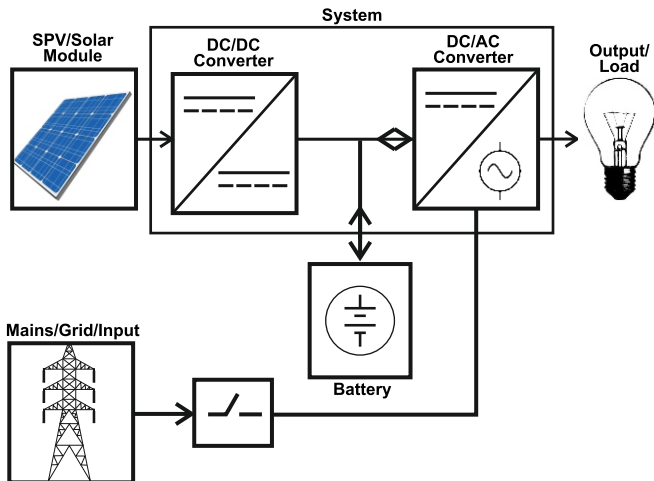 System
SPV/Solar
Module
DC/DC
Converter
DC/AC
Converter
Output/
Load
Mains/Grid/Input
Battery